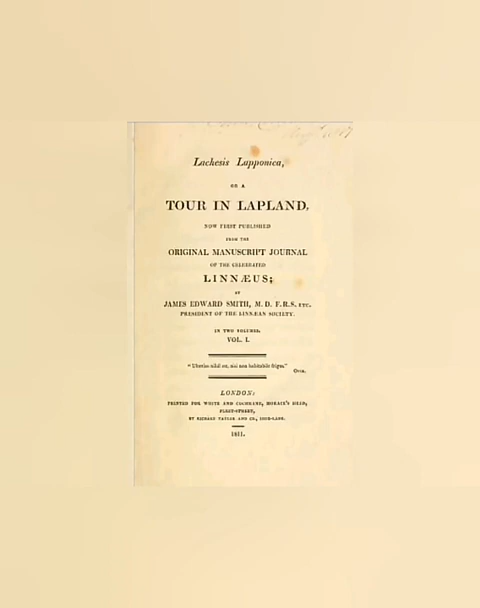 Lachesis Lapponica,
OR A
TOUR IN LAPLAND,
NOW FIRST PUBLISHED
FROM THE
ORIGINAL MANUSCRIPT JOURNAL
OF THE CELEBRATED
LINNÆUS;
BY
JAMES EDWARD SMITH, M. D. F. R. S. ETC.
PRESIDENT OF THE LINNÆAN SOCIETY.
IN TWO VOLUMES.
VOL. I.
" Ulterius nihil est, nisi non habitabile frigus."
OVID.
LONDON:
PRINTED FOR WHITE AND COCHRANE, HORACE'S HEAD,
FLEET-STREET,
BY RICHARD TAYLOR AND CO., SHOE-LANE.
1811.